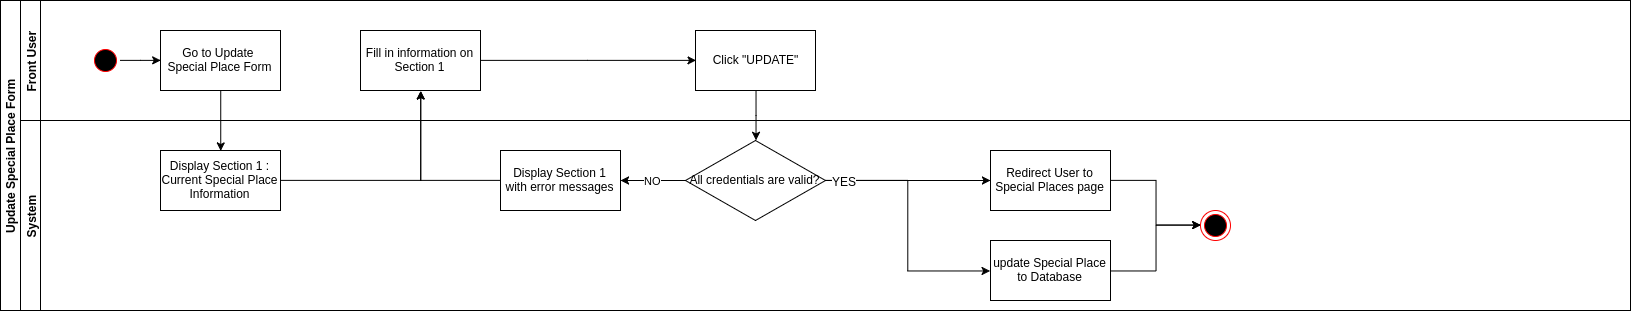 Update Special Place Form
Front User
Go to Update
Special Place Form
Fill in information on
Section 1
Click "UPDATE"
System
Display Section 1 :
Current Special Place
Information
Display Section 1
with error messages
NO
All credentials are valid?
YES
Redirect User to
Special Places page
update Special Place
to Database